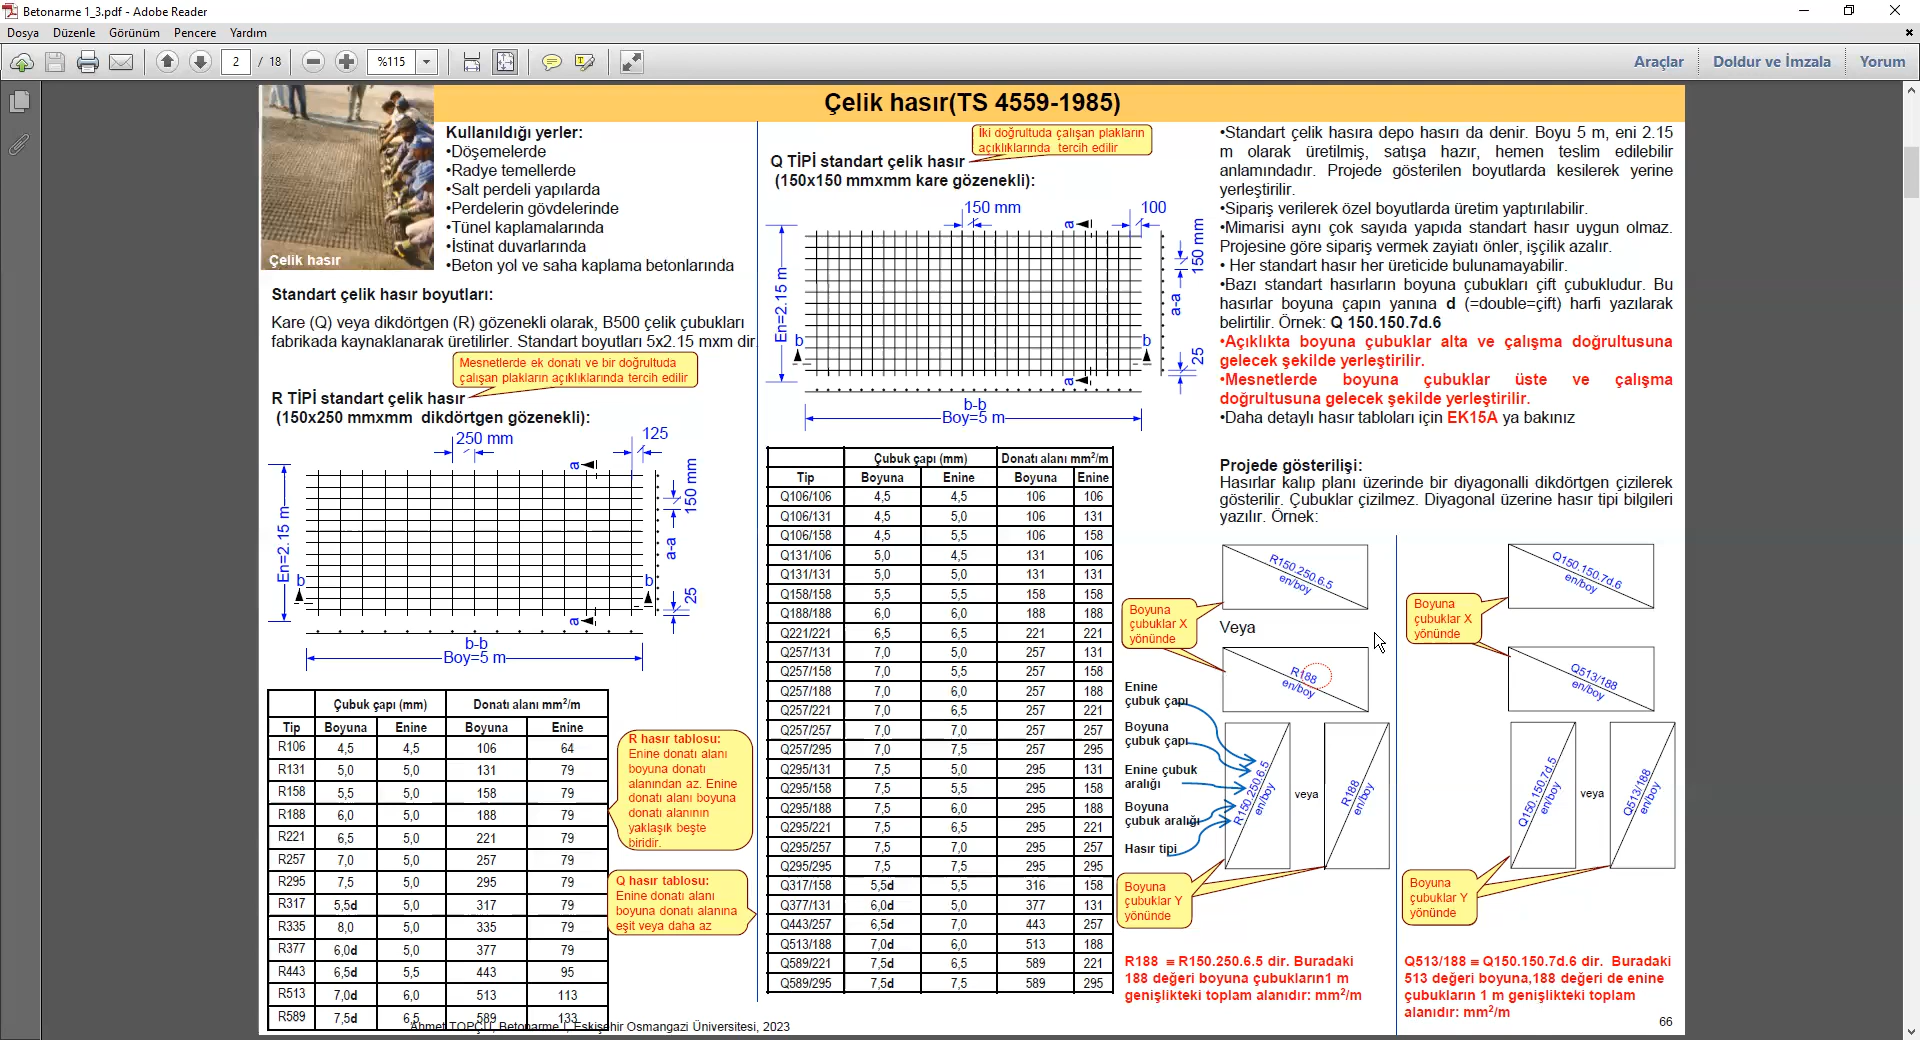 Betonarme 1_3.pdf - Adobe Reader
Dosya Düzenle Görünüm Pencere Yardım
2 / 18 %115 Araçlar Doldur ve İmzala Yorum
Çelik hasır(TS 4559-1985)
Çelik hasır
Kullanıldığı yerler:
•Döşemelerde
•Radye temellerde
•Salt perdeli yapılarda
•Perdelerin gövdelerinde
•Tünel kaplamalarında
•İstinat duvarlarında
•Beton yol ve saha kaplama betonlarında
Standart çelik hasır boyutları:
Kare (Q) veya dikdörtgen (R) gözenekli olarak, B500 çelik çubukları
fabrikada kaynaklanarak üretilirler. Standart boyutları 5x2.15 mxm dir.
Mesnetlerde ek donatı ve bir doğrultuda
çalışan plakların açıklıklarında tercih edilir
R TİPİ standart çelik hasır
(150x250 mmxmm dikdörtgen gözenekli):
250 mm
125
a
En=2.15 m
150 mm
a-a
b
b
25
a
b-b
Boy=5 m
Çubuk çapı (mm) Donatı alanı mm²/m
Tip Boyuna Enine Boyuna Enine
R106 4,5 4,5 106 64
R131 5,0 5,0 131 79
R158 5,5 5,0 158 79
R188 6,0 5,0 188 79
R221 6,5 5,0 221 79
R257 7,0 5,0 257 79
R295 7,5 5,0 295 79
R317 5,5d 5,0 317 79
R335 8,0 5,0 335 79
R377 6,0d 5,0 377 79
R443 6,5d 5,5 443 95
R513 7,0d 6,0 513 113
R589 7,5d 6,5 589 133
R hasır tablosu:
Enine donatı alanı
boyuna donatı
alanından az. Enine
donatı alanı boyuna
donatı alanının
yaklaşık beşte
biridir.
Q hasır tablosu:
Enine donatı alanı
boyuna donatı alanına
eşit veya daha az
Ahmet TOPÇU, Betonarme I, Eskişehir Osmangazi Üniversitesi, 2023
İki doğrultuda çalışan plakların
açıklıklarında tercih edilir
Q TİPİ standart çelik hasır
(150x150 mmxmm kare gözenekli):
150 mm
100
a
En=2.15 m
150 mm
a-a
b
b
25
a
b-b
Boy=5 m
Çubuk çapı (mm) Donatı alanı mm²/m
Tip Boyuna Enine Boyuna Enine
Q106/106 4,5 4,5 106 106
Q106/131 4,5 5,0 106 131
Q106/158 4,5 5,5 106 158
Q131/106 5,0 4,5 131 106
Q131/131 5,0 5,0 131 131
Q158/158 5,5 5,5 158 158
Q188/188 6,0 6,0 188 188
Q221/221 6,5 6,5 221 221
Q257/131 7,0 5,0 257 131
Q257/158 7,0 5,5 257 158
Q257/188 7,0 6,0 257 188
Q257/221 7,0 6,5 257 221
Q257/257 7,0 7,0 257 257
Q257/295 7,0 7,5 257 295
Q295/131 7,5 5,0 295 131
Q295/158 7,5 5,5 295 158
Q295/188 7,5 6,0 295 188
Q295/221 7,5 6,5 295 221
Q295/257 7,5 7,0 295 257
Q295/295 7,5 7,5 295 295
Q317/158 5,5d 5,5 316 158
Q377/131 6,0d 5,0 377 131
Q443/257 6,5d 7,0 443 257
Q513/188 7,0d 6,0 513 188
Q589/221 7,5d 6,5 589 221
Q589/295 7,5d 7,5 589 295
•Standart çelik hasıra depo hasırı da denir. Boyu 5 m, eni 2.15
m olarak üretilmiş, satışa hazır, hemen teslim edilebilir
anlamındadır. Projede gösterilen boyutlarda kesilerek yerine
yerleştirilir.
•Sipariş verilerek özel boyutlarda üretim yaptırılabilir.
•Mimarisi aynı çok sayıda yapıda standart hasır uygun olmaz.
Projesine göre sipariş vermek zayiatı önler, işçilik azalır.
• Her standart hasır her üreticide bulunamayabilir.
•Bazı standart hasırların boyuna çubukları çift çubukludur. Bu
hasırlar boyuna çapın yanına d (=double=çift) harfi yazılarak
belirtilir. Örnek: Q 150.150.7d.6
•Açıklıkta boyuna çubuklar alta ve çalışma doğrultusuna
gelecek şekilde yerleştirilir.
•Mesnetlerde boyuna çubuklar üste ve çalışma
doğrultusuna gelecek şekilde yerleştirilir.
•Daha detaylı hasır tabloları için EK15A ya bakınız
Projede gösterilişi:
Hasırlar kalıp planı üzerinde bir diyagonalli dikdörtgen çizilerek
gösterilir. Çubuklar çizilmez. Diyagonal üzerine hasır tipi bilgileri
yazılır. Örnek:
R150.250.6.5
en/boy
Boyuna
çubuklar X
yönünde
Veya
R188
en/boy
Enine
çubuk çapı
Boyuna
çubuk çapı
Enine çubuk
aralığı
Boyuna
çubuk aralığı
Hasır tipi
R150.250.6.5
en/boy
veya
R188
en/boy
Boyuna
çubuklar Y
yönünde
R188 ≡ R150.250.6.5 dir. Buradaki
188 değeri boyuna çubukların1 m
genişlikteki toplam alanıdır: mm²/m
Q150.150.7d.6
en/boy
Boyuna
çubuklar X
yönünde
Q513/188
en/boy
Q150.150.7d.5
en/boy
veya
Q513/188
en/boy
Boyuna
çubuklar Y
yönünde
Q513/188 ≡ Q150.150.7d.6 dir. Buradaki
513 değeri boyuna,188 değeri de enine
çubukların 1 m genişlikteki toplam
alanıdır: mm²/m
66